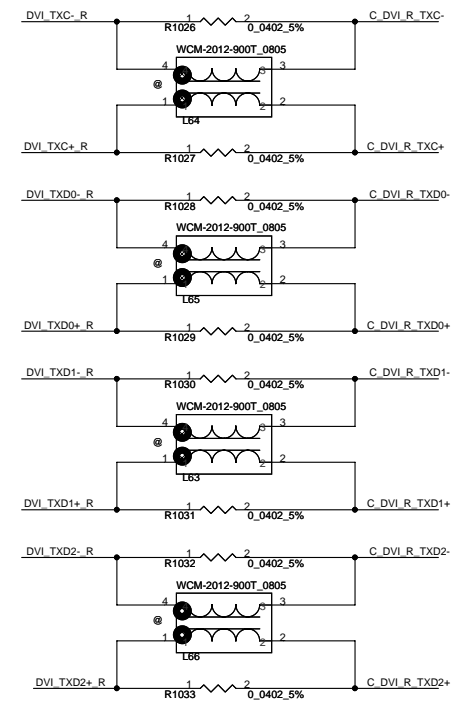 DVI_TXC-_R 1 2 C_DVI_R_TXC-
R1026 0_0402_5%
WCM-2012-900T_0805
4 3 3
@
1 2 2
L64
DVI_TXC+_R 1 2 C_DVI_R_TXC+
R1027 0_0402_5%
DVI_TXD0-_R 1 2 C_DVI_R_TXD0-
R1028 0_0402_5%
WCM-2012-900T_0805
4 3 3
@
1 2 2
L65
DVI_TXD0+_R 1 2 C_DVI_R_TXD0+
R1029 0_0402_5%
DVI_TXD1-_R 1 2 C_DVI_R_TXD1-
R1030 0_0402_5%
WCM-2012-900T_0805
4 3 3
@
1 2 2
L63
DVI_TXD1+_R 1 2 C_DVI_R_TXD1+
R1031 0_0402_5%
DVI_TXD2-_R 1 2 C_DVI_R_TXD2-
R1032 0_0402_5%
WCM-2012-900T_0805
4 3 3
@
1 2 2
L66
DVI_TXD2+_R 1 2 C_DVI_R_TXD2+
R1033 0_0402_5%